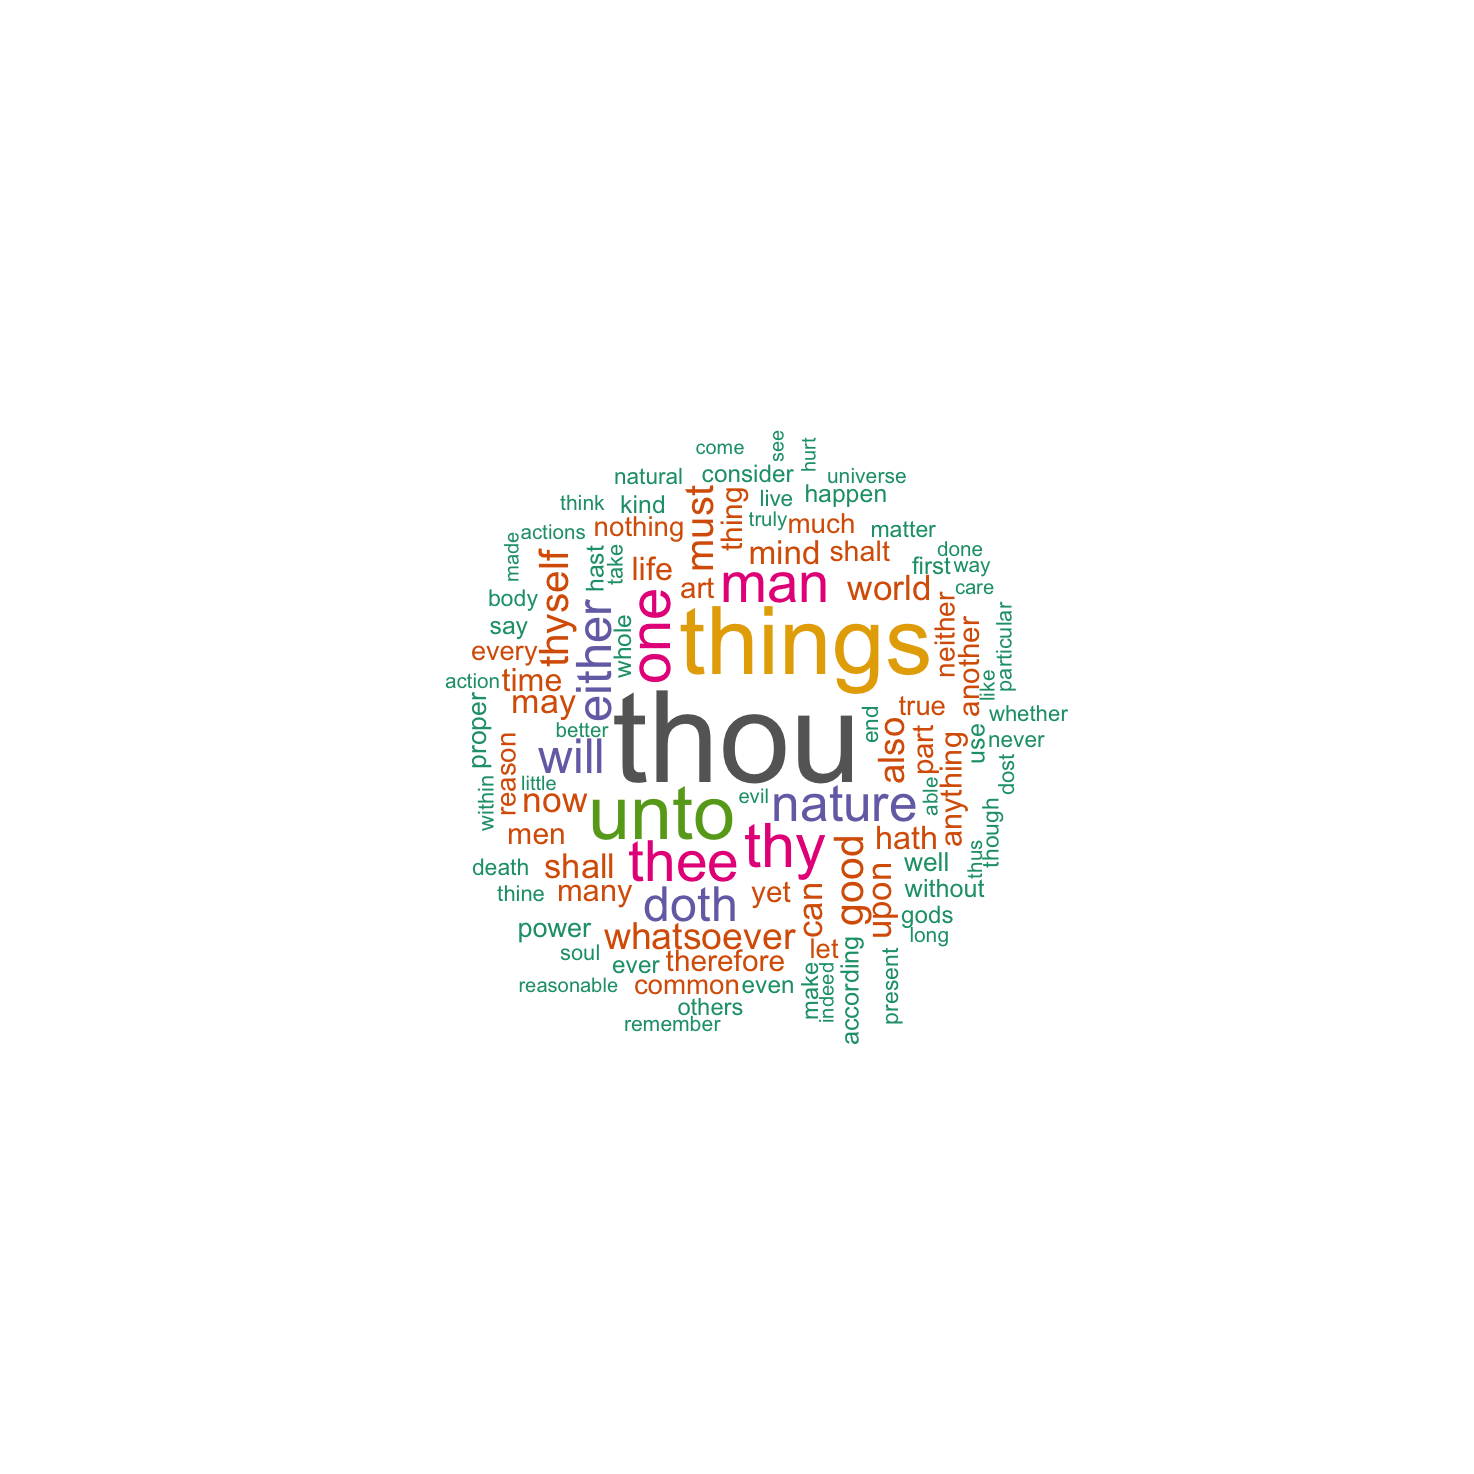 come
see
hurt
natural
consider
universe
think
kind
must
thing
live
happen
made
actions
nothing
truly
much
matter
hast
take
life
mind
shalt
done
first
way
body
thyself
art
man
world
care
say
either
one
whole
things
neither
another
particular
every
action
time
may
like
proper
better
thou
end
true
whether
reason
will
also
part
anything
use
never
within
little
now
unto
evil
nature
able
dost
men
thee
thy
good
hath
though
thus
death
shall
well
thine
many
doth
yet
can
upon
without
power
whatsoever
gods
soul
ever
therefore
let
long
reasonable
common
even
make
indeed
according
present
others
remember